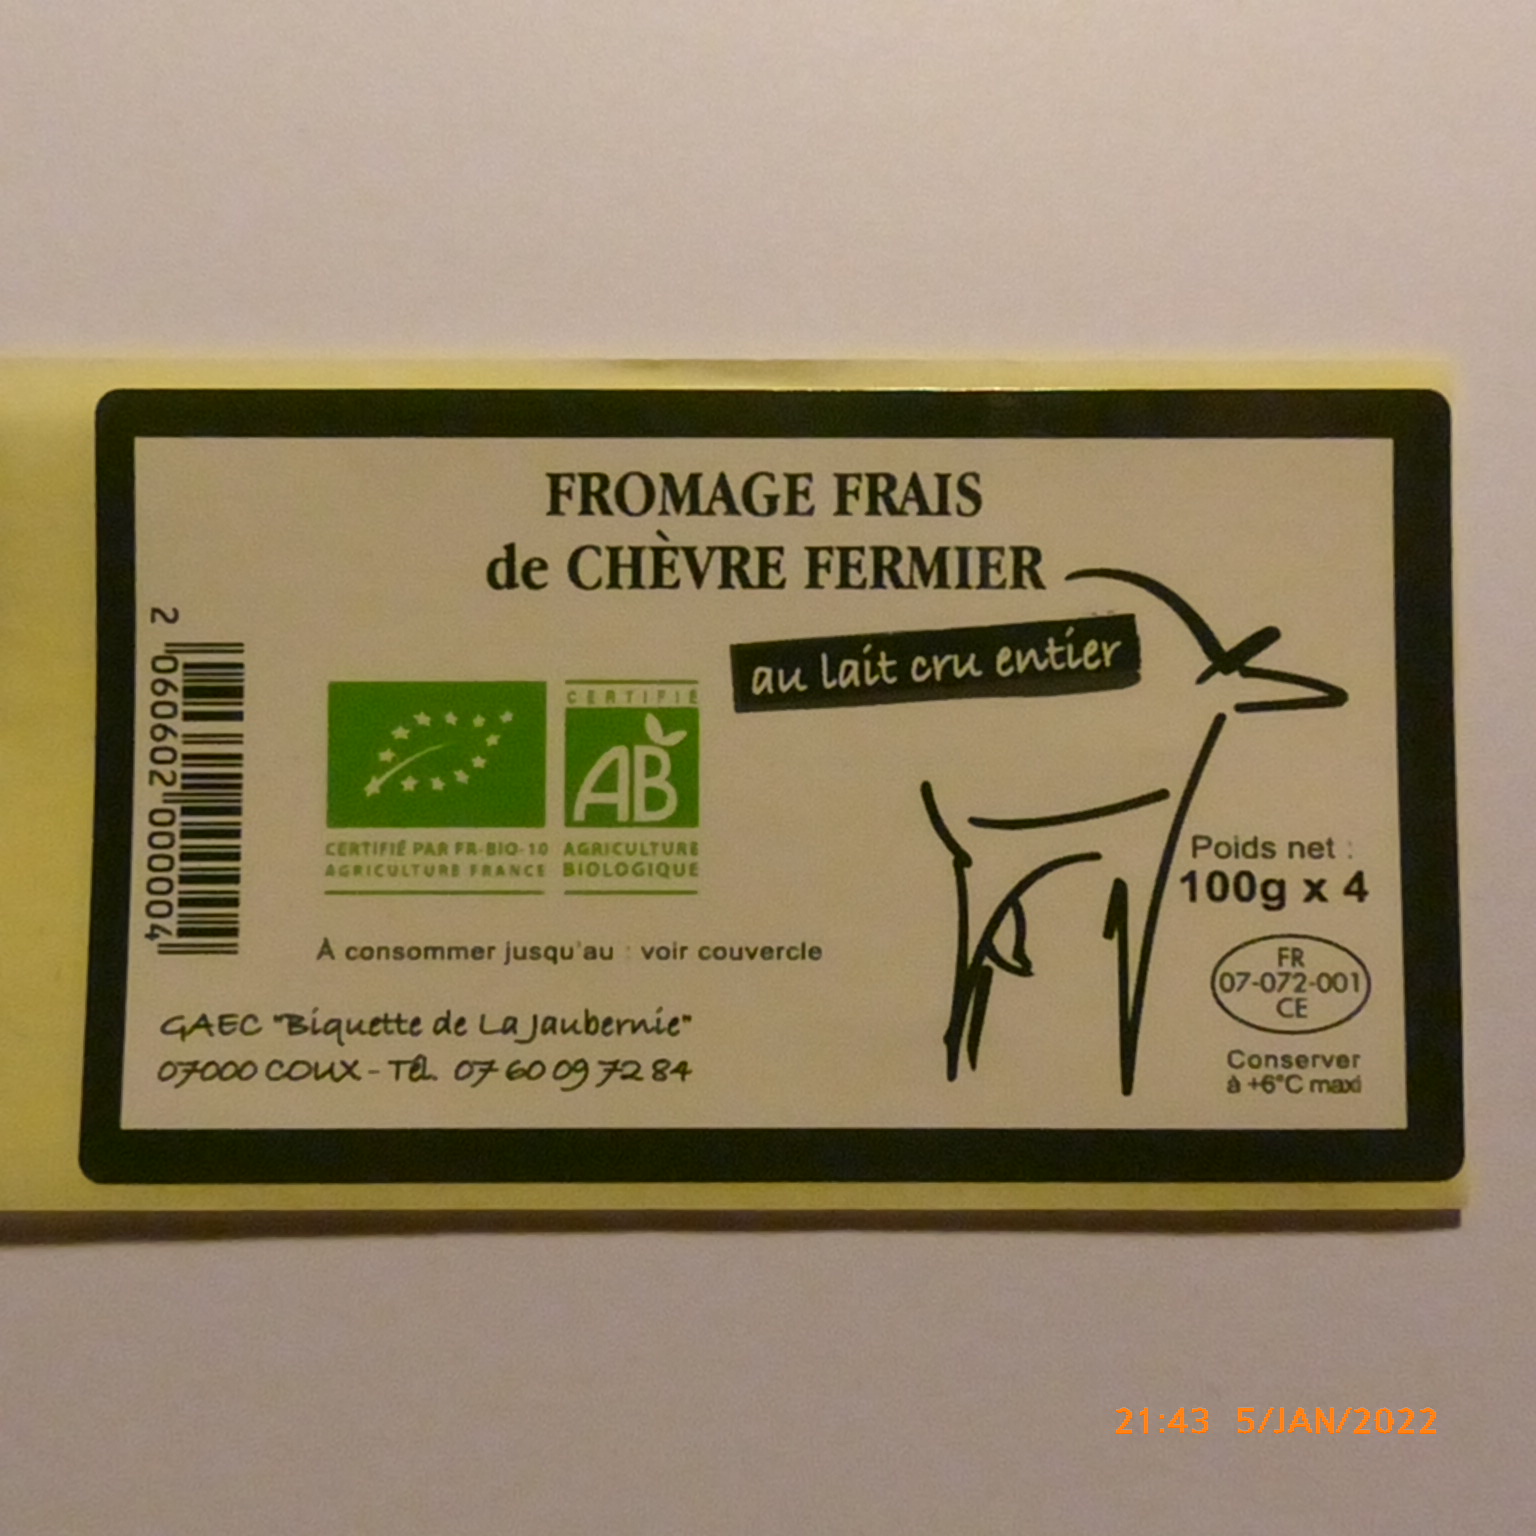 FROMAGE FRAIS
de CHÈVRE FERMIER
au lait cru entier
2 060602 000004
CERTIFIÉ
AB
CERTIFIÉ PAR FR-BIO-10
AGRICULTURE FRANCE
AGRICULTURE
BIOLOGIQUE
Poids net :
100g x 4
À consommer jusqu'au : voir couvercle
FR
07-072-001
CE
GAEC "Biquette de La Jaubernie"
07000 COUX - Tél. 07 60 09 72 84
Conserver
à +6°C maxi
21:43 5/JAN/2022